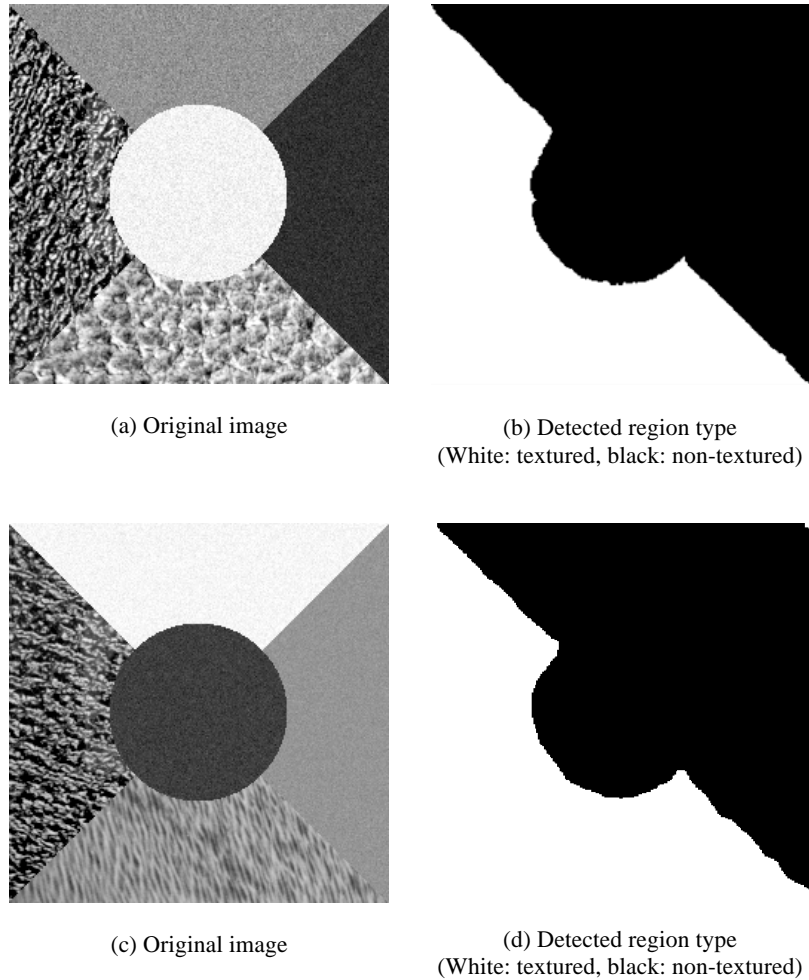 (a) Original image
(b) Detected region type
(White: textured, black: non-textured)
(c) Original image
(d) Detected region type
(White: textured, black: non-textured)